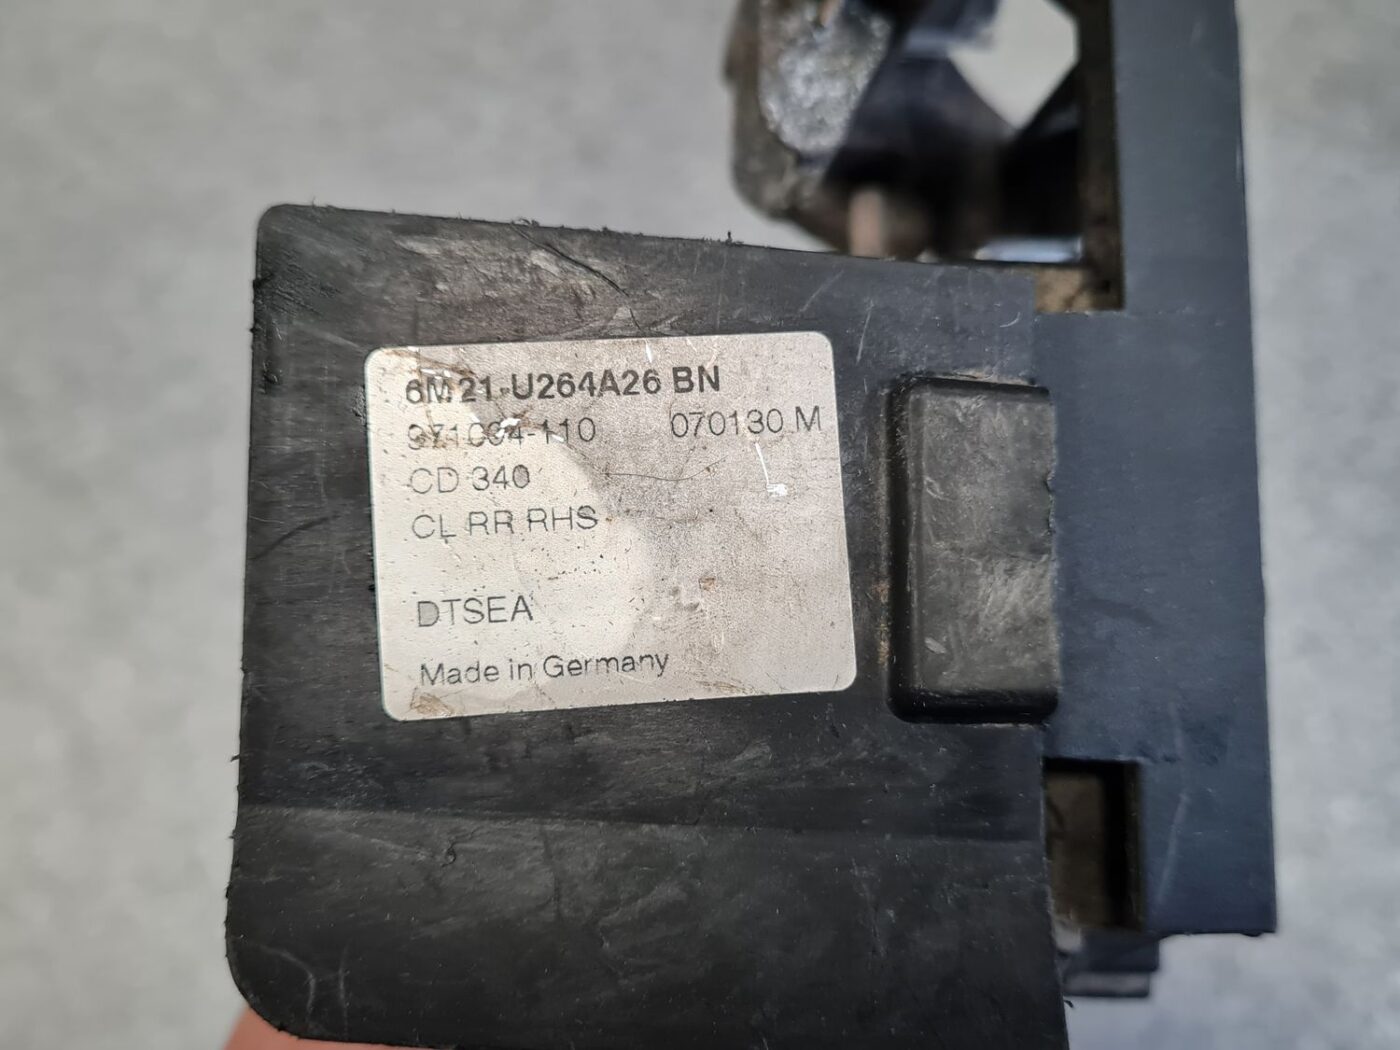 6M21-U264A26 BN
971094-110 070130 M
CD 340
CL RR RHS
DTSEA
Made in Germany